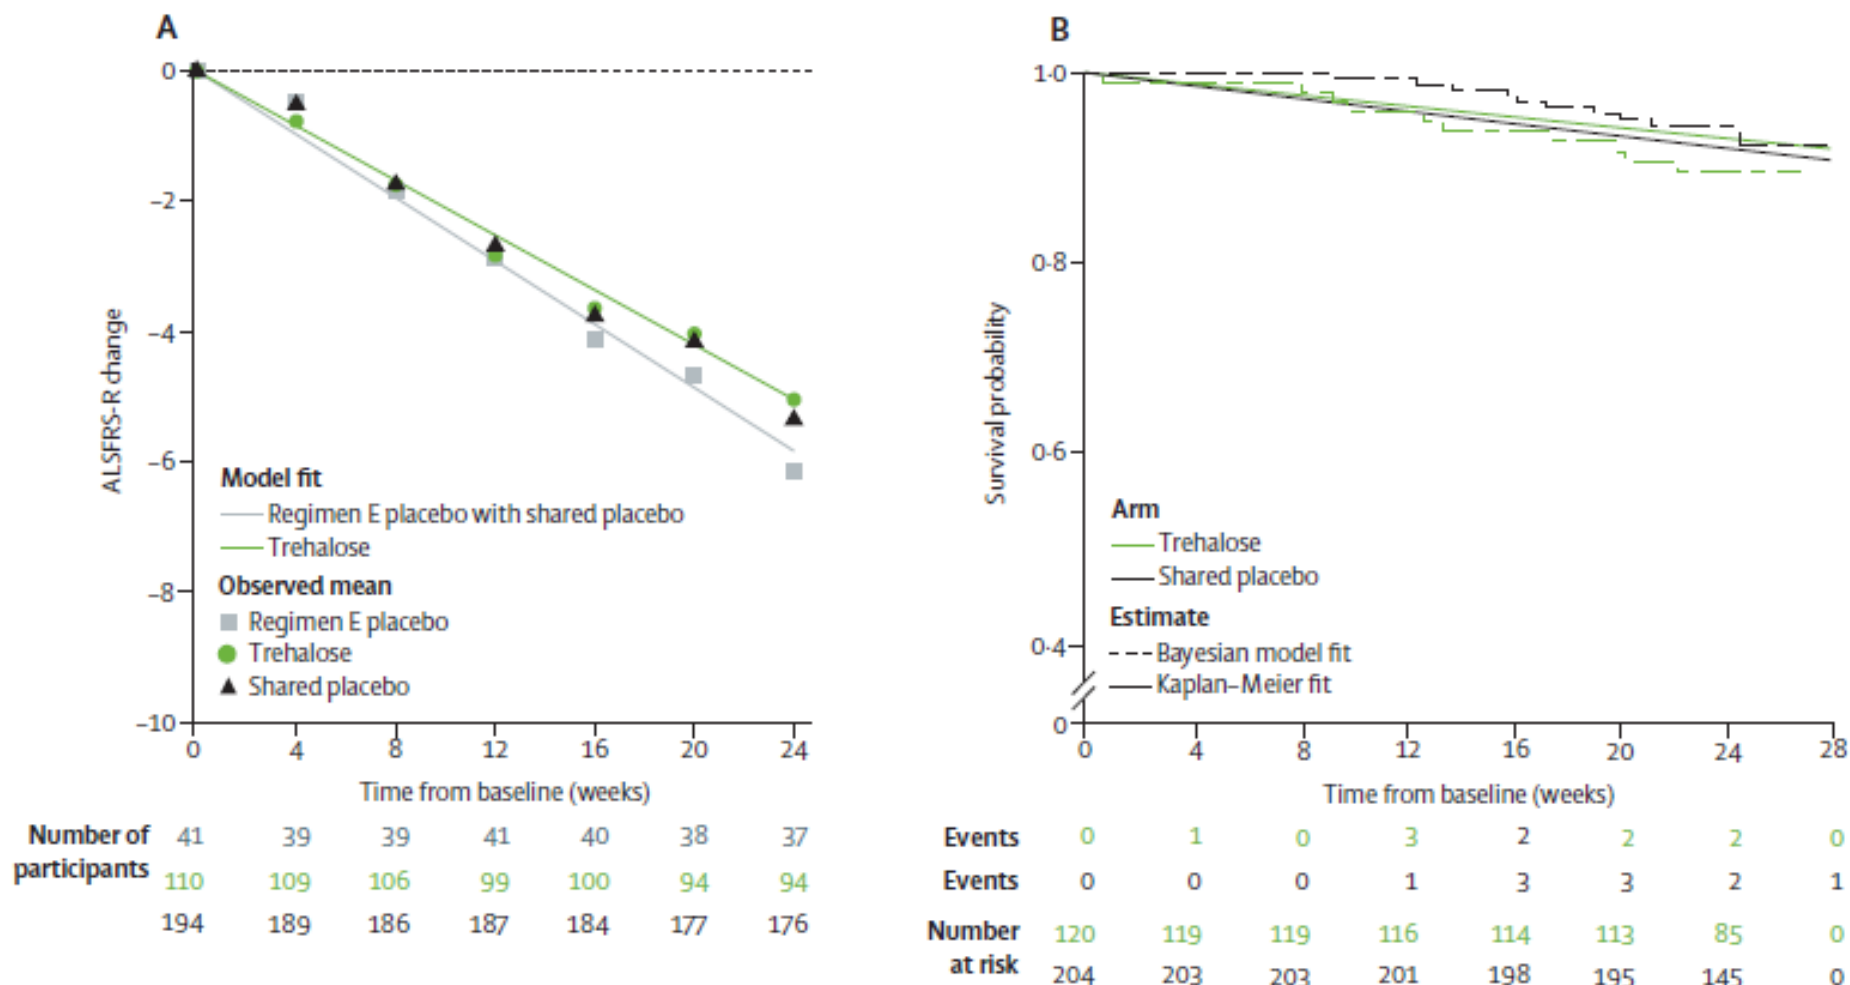 A
0
−2
−4
−6
−8
−10
ALSFRS-R change
Model fit
Regimen E placebo with shared placebo
Trehalose
Observed mean
Regimen E placebo
Trehalose
Shared placebo
0 4 8 12 16 20 24
Time from baseline (weeks)
Number of participants
41 39 39 41 40 38 37
110 109 106 99 100 94 94
194 189 186 187 184 177 176
B
1·0
0·8
0·6
0·4
0
Survival probability
Arm
Trehalose
Shared placebo
Estimate
Bayesian model fit
Kaplan–Meier fit
0 4 8 12 16 20 24 28
Time from baseline (weeks)
Events 0 1 0 3 2 2 2 0
Events 0 0 0 1 3 3 2 1
Number at risk
120 119 119 116 114 113 85 0
204 203 203 201 198 195 145 0